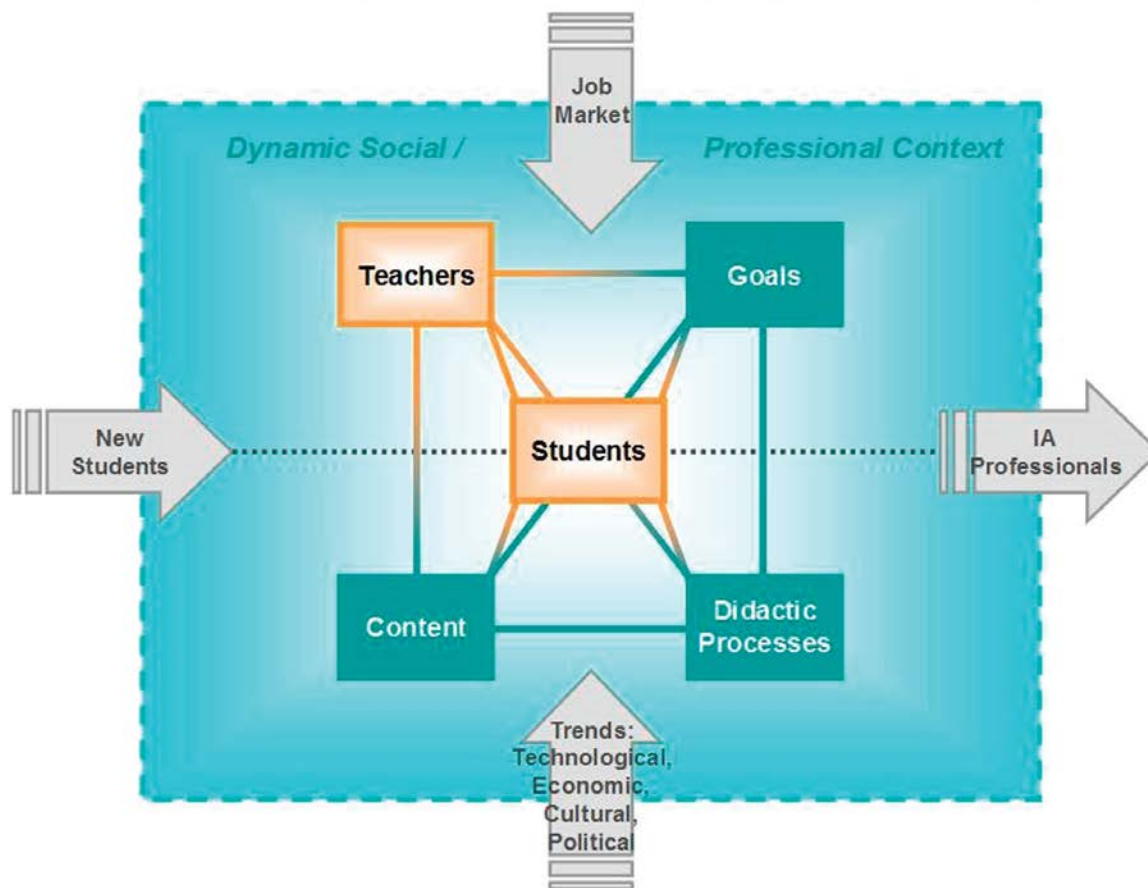 Job
Market
Dynamic Social /
Professional Context
Teachers
Goals
New
Students
Students
IA
Professionals
Content
Didactic
Processes
Trends:
Technological,
Economic,
Cultural,
Political